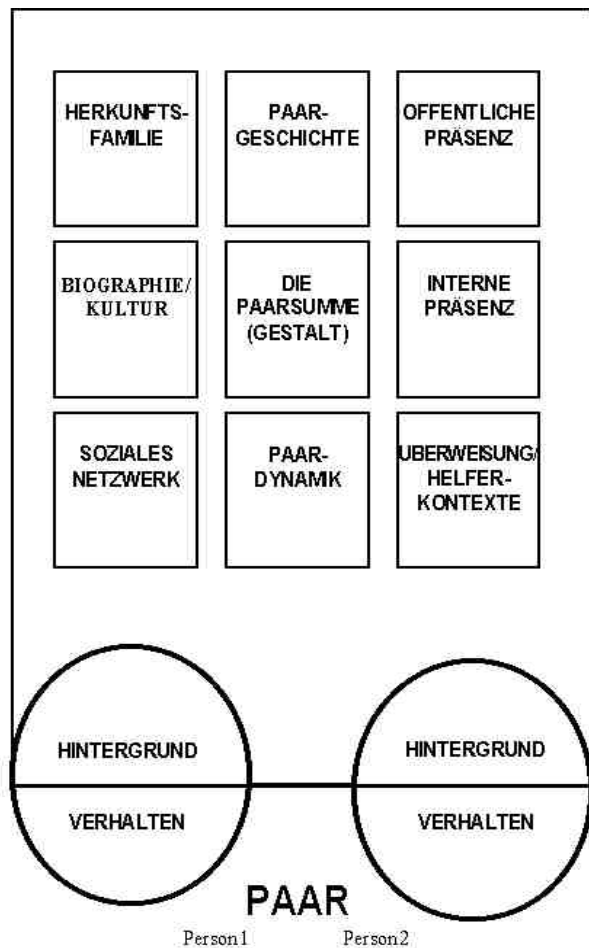 HERKUNFTS-
FAMILIE
PAAR-
GESCHICHTE
OFFENTLICHE
PRÄSENZ
BIOGRAPHIE/
KULTUR
DIE
PAARSUMME
(GESTALT)
INTERNE
PRÄSENZ
SOZIALES
NETZWERK
PAAR-
DYNAMIK
UBERWEISUNG/
HELFER-
KONTEXTE
HINTERGRUND
VERHALTEN
HINTERGRUND
VERHALTEN
PAAR
Person1
Person2